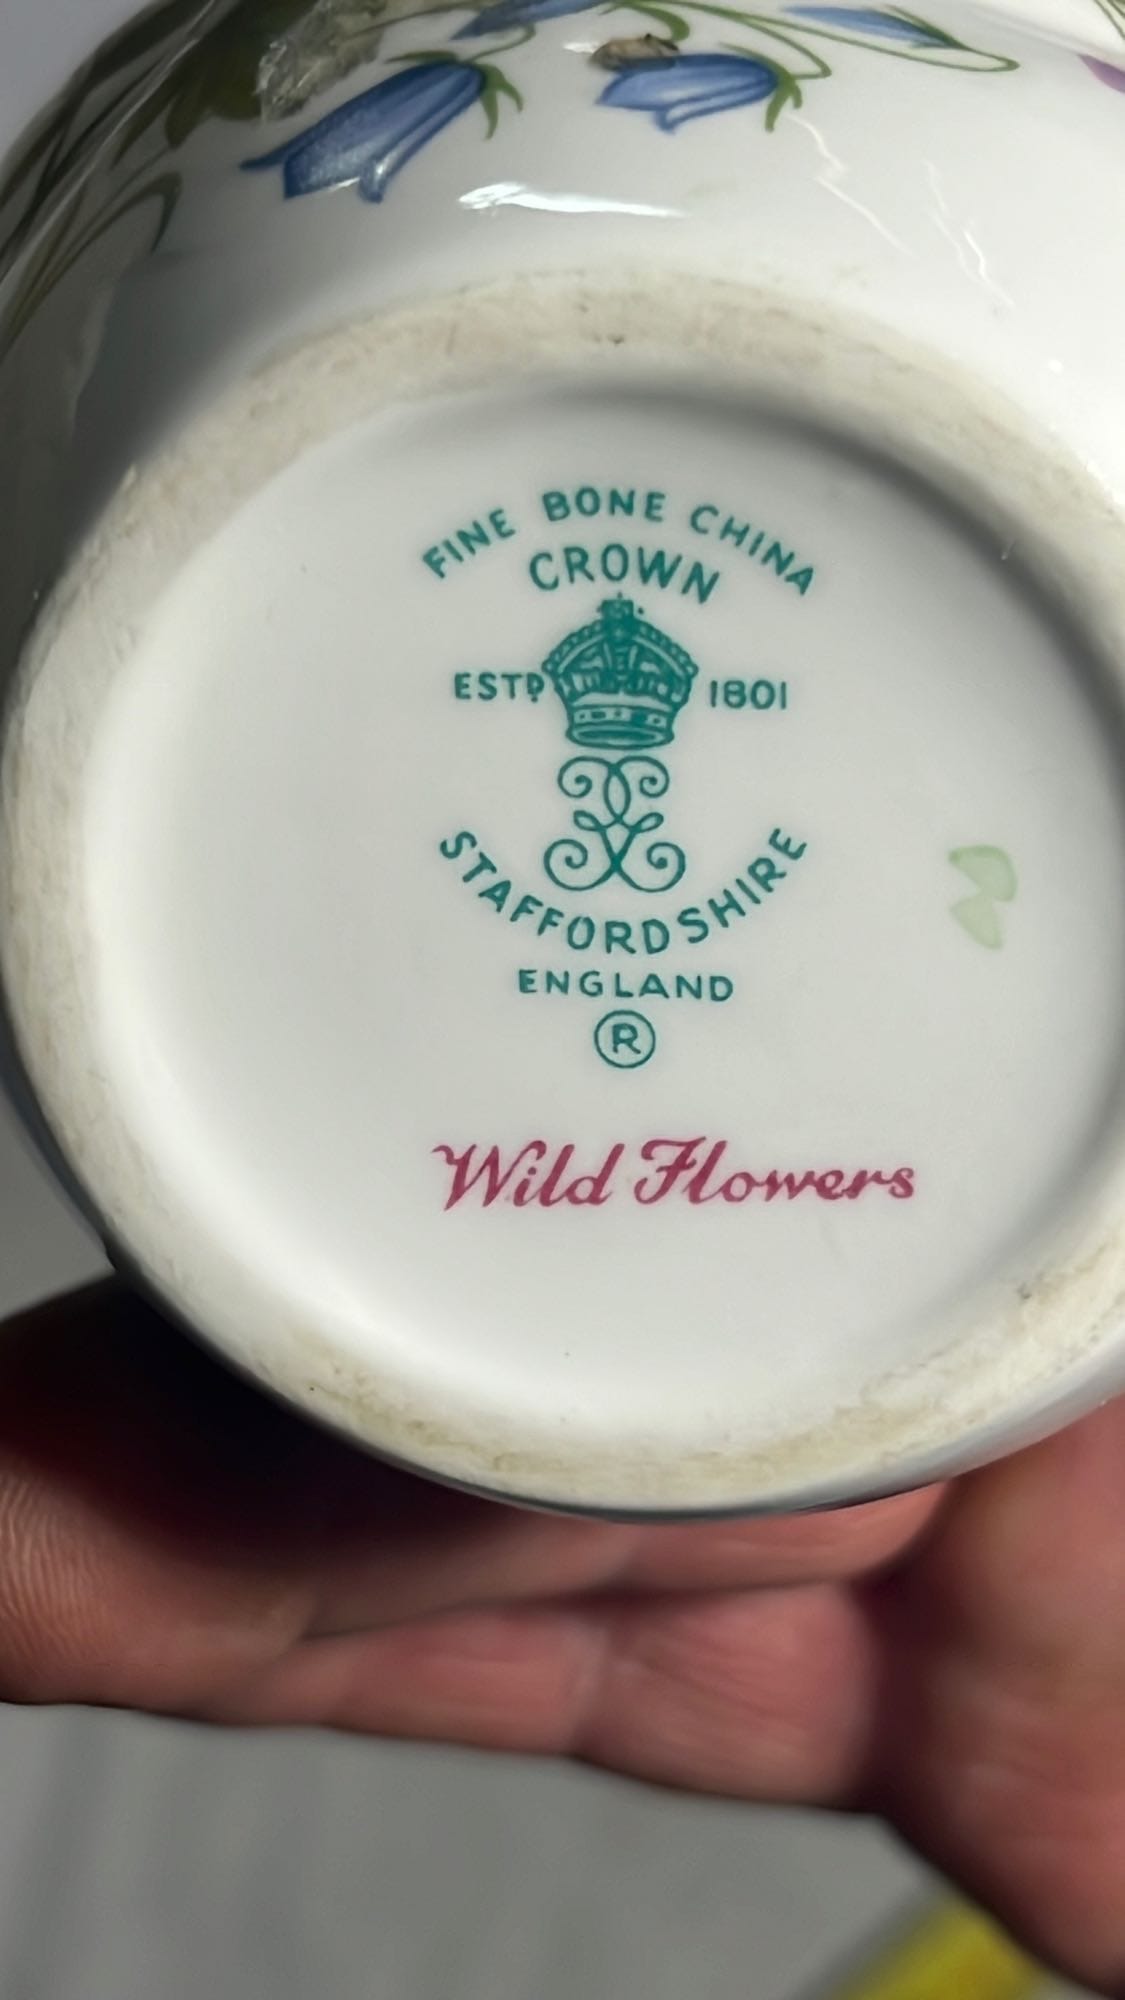 FINE BONE CHINA
CROWN
ESTD 1801
STAFFORDSHIRE
ENGLAND
®
Wild Flowers